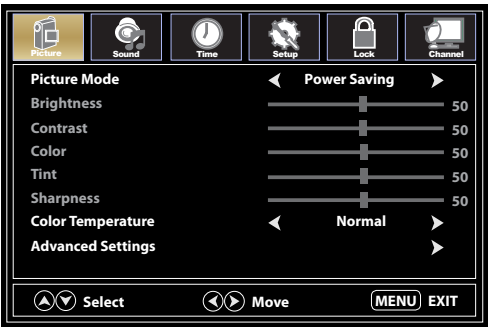 Picture Sound Time Setup Lock Channel
Picture Mode Power Saving
Brightness 50
Contrast 50
Color 50
Tint 50
Sharpness 50
Color Temperature Normal
Advanced Settings
Select Move MENU EXIT